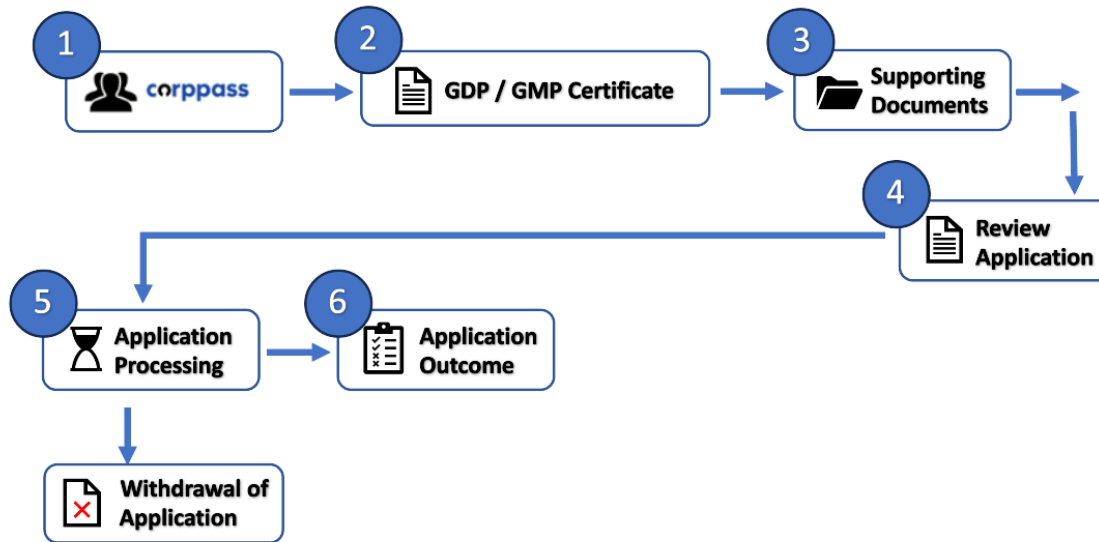 1
corppass
2
GDP / GMP Certificate
3
Supporting
Documents
4
Review
Application
5
Application
Processing
6
Application
Outcome
Withdrawal of
Application